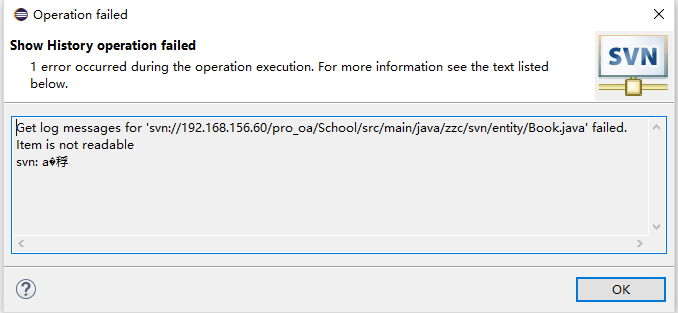 Operation failed
Show History operation failed
1 error occurred during the operation execution. For more information see the text listed
below.
SVN
Get log messages for 'svn://192.168.156.60/pro_oa/School/src/main/java/zzc/svn/entity/Book.java' failed.
Item is not readable
svn: a�稃
?
OK